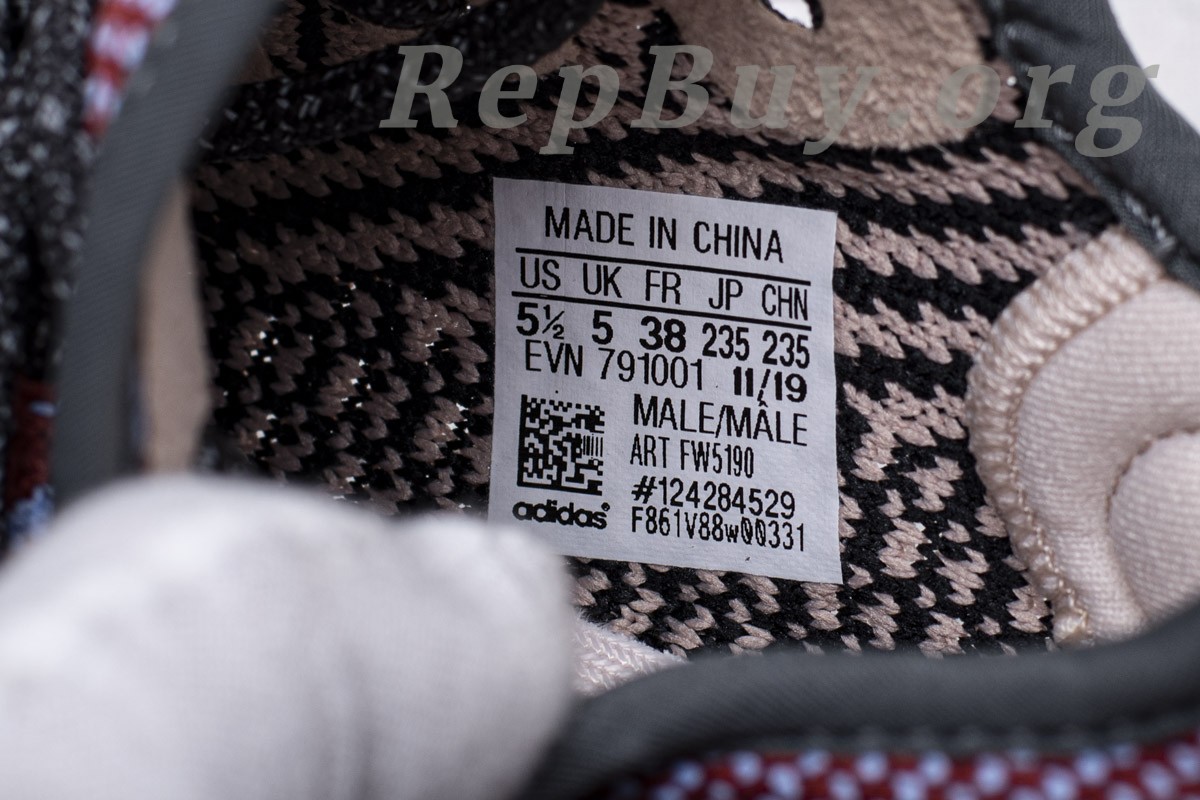 RepBuy.org
MADE IN CHINA
US UK FR JP CHN
5½ 5 38 235 235
EVN 791001 11/19
MALE/MÂLE
ART FW5190
#124284529
adidas®
F861V88w00331